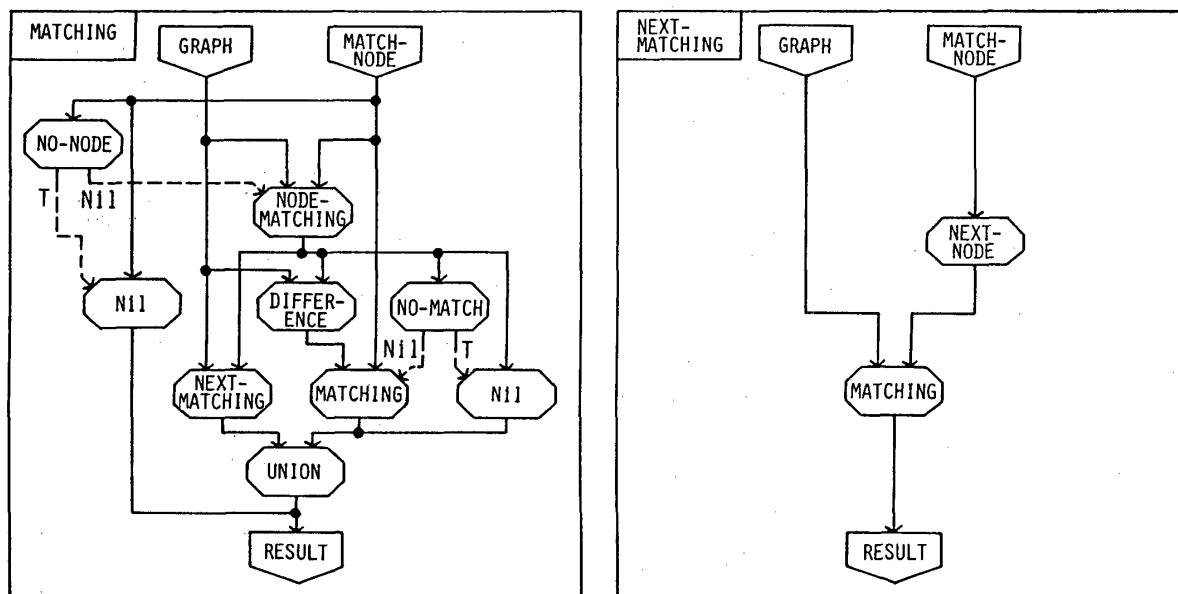 MATCHING
GRAPH
MATCH-
NODE
NO-NODE
T
Nil
NODE-
MATCHING
Nil
DIFFER-
ENCE
NO-MATCH
Nil
T
NEXT-
MATCHING
MATCHING
Nil
UNION
RESULT
NEXT-
MATCHING
GRAPH
MATCH-
NODE
NEXT-
NODE
MATCHING
RESULT